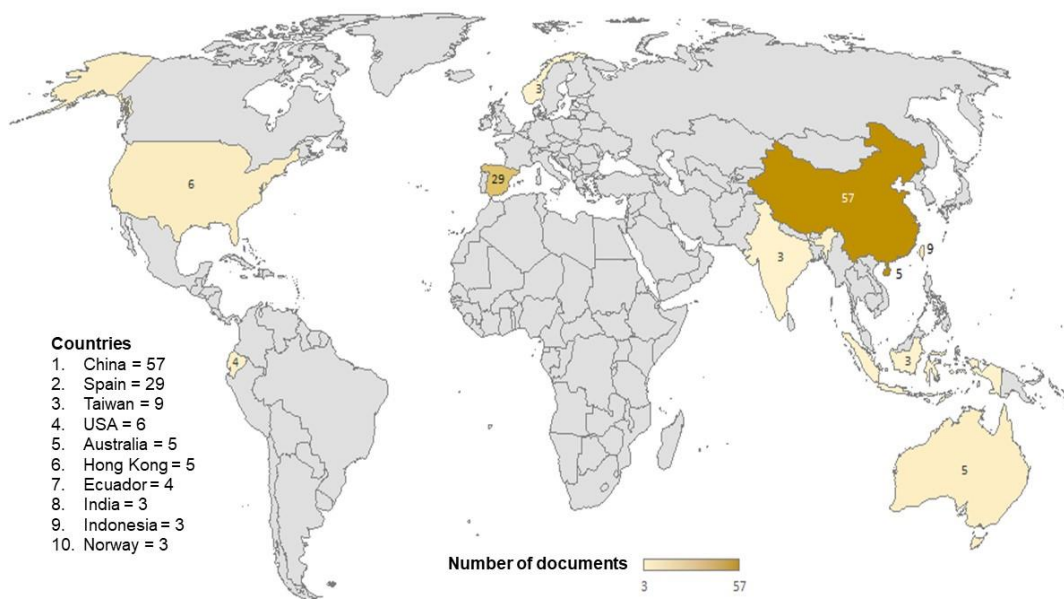 3
6
29
57
9
3
5
4
3
5
Countries
1. China = 57
2. Spain = 29
3. Taiwan = 9
4. USA = 6
5. Australia = 5
6. Hong Kong = 5
7. Ecuador = 4
8. India = 3
9. Indonesia = 3
10. Norway = 3
Number of documents
3 57